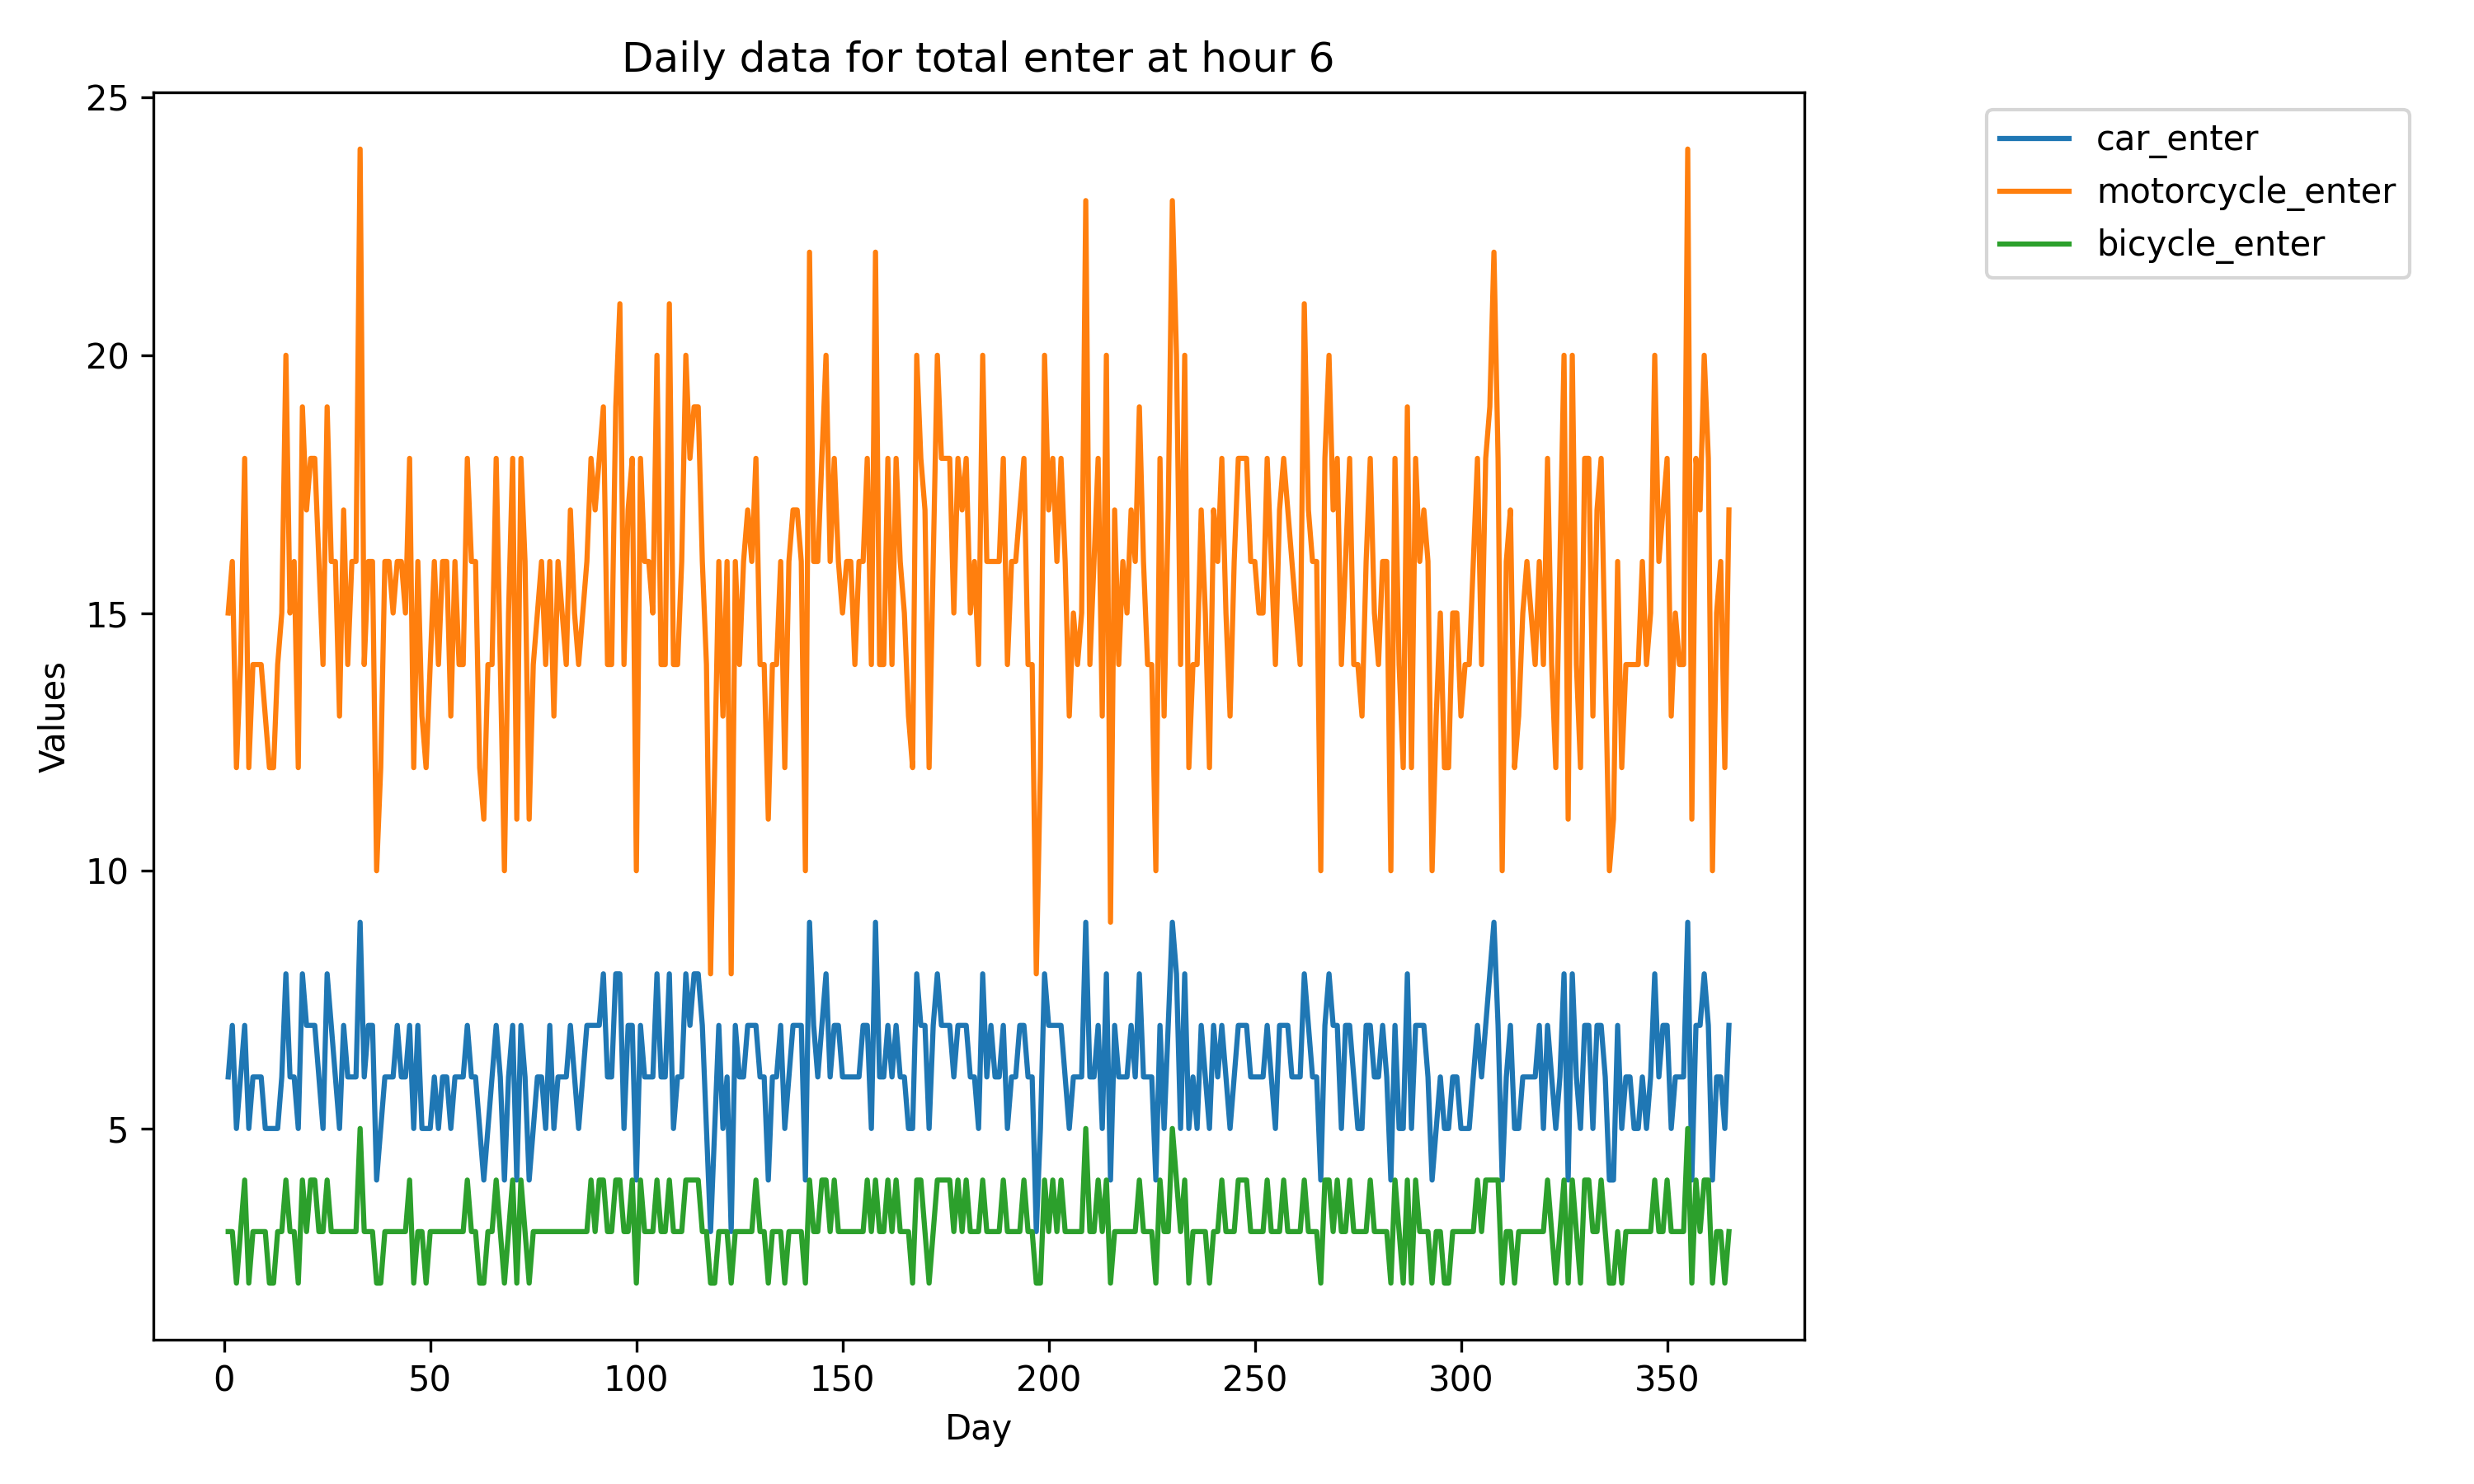 Daily data for total enter at hour 6
car_enter
motorcycle_enter
bicycle_enter
25
20
15
10
5
Values
0 50 100 150 200 250 300 350
Day